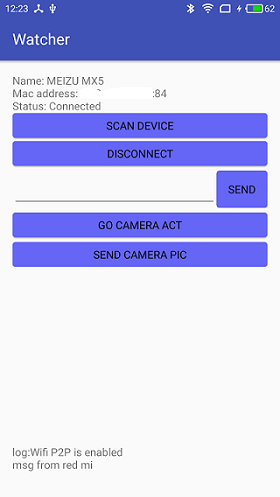 12:23
62
Watcher
Name: MEIZU MX5
Mac address: :84
Status: Connected
SCAN DEVICE
DISCONNECT
SEND
GO CAMERA ACT
SEND CAMERA PIC
log:Wifi P2P is enabled
msg from red mi